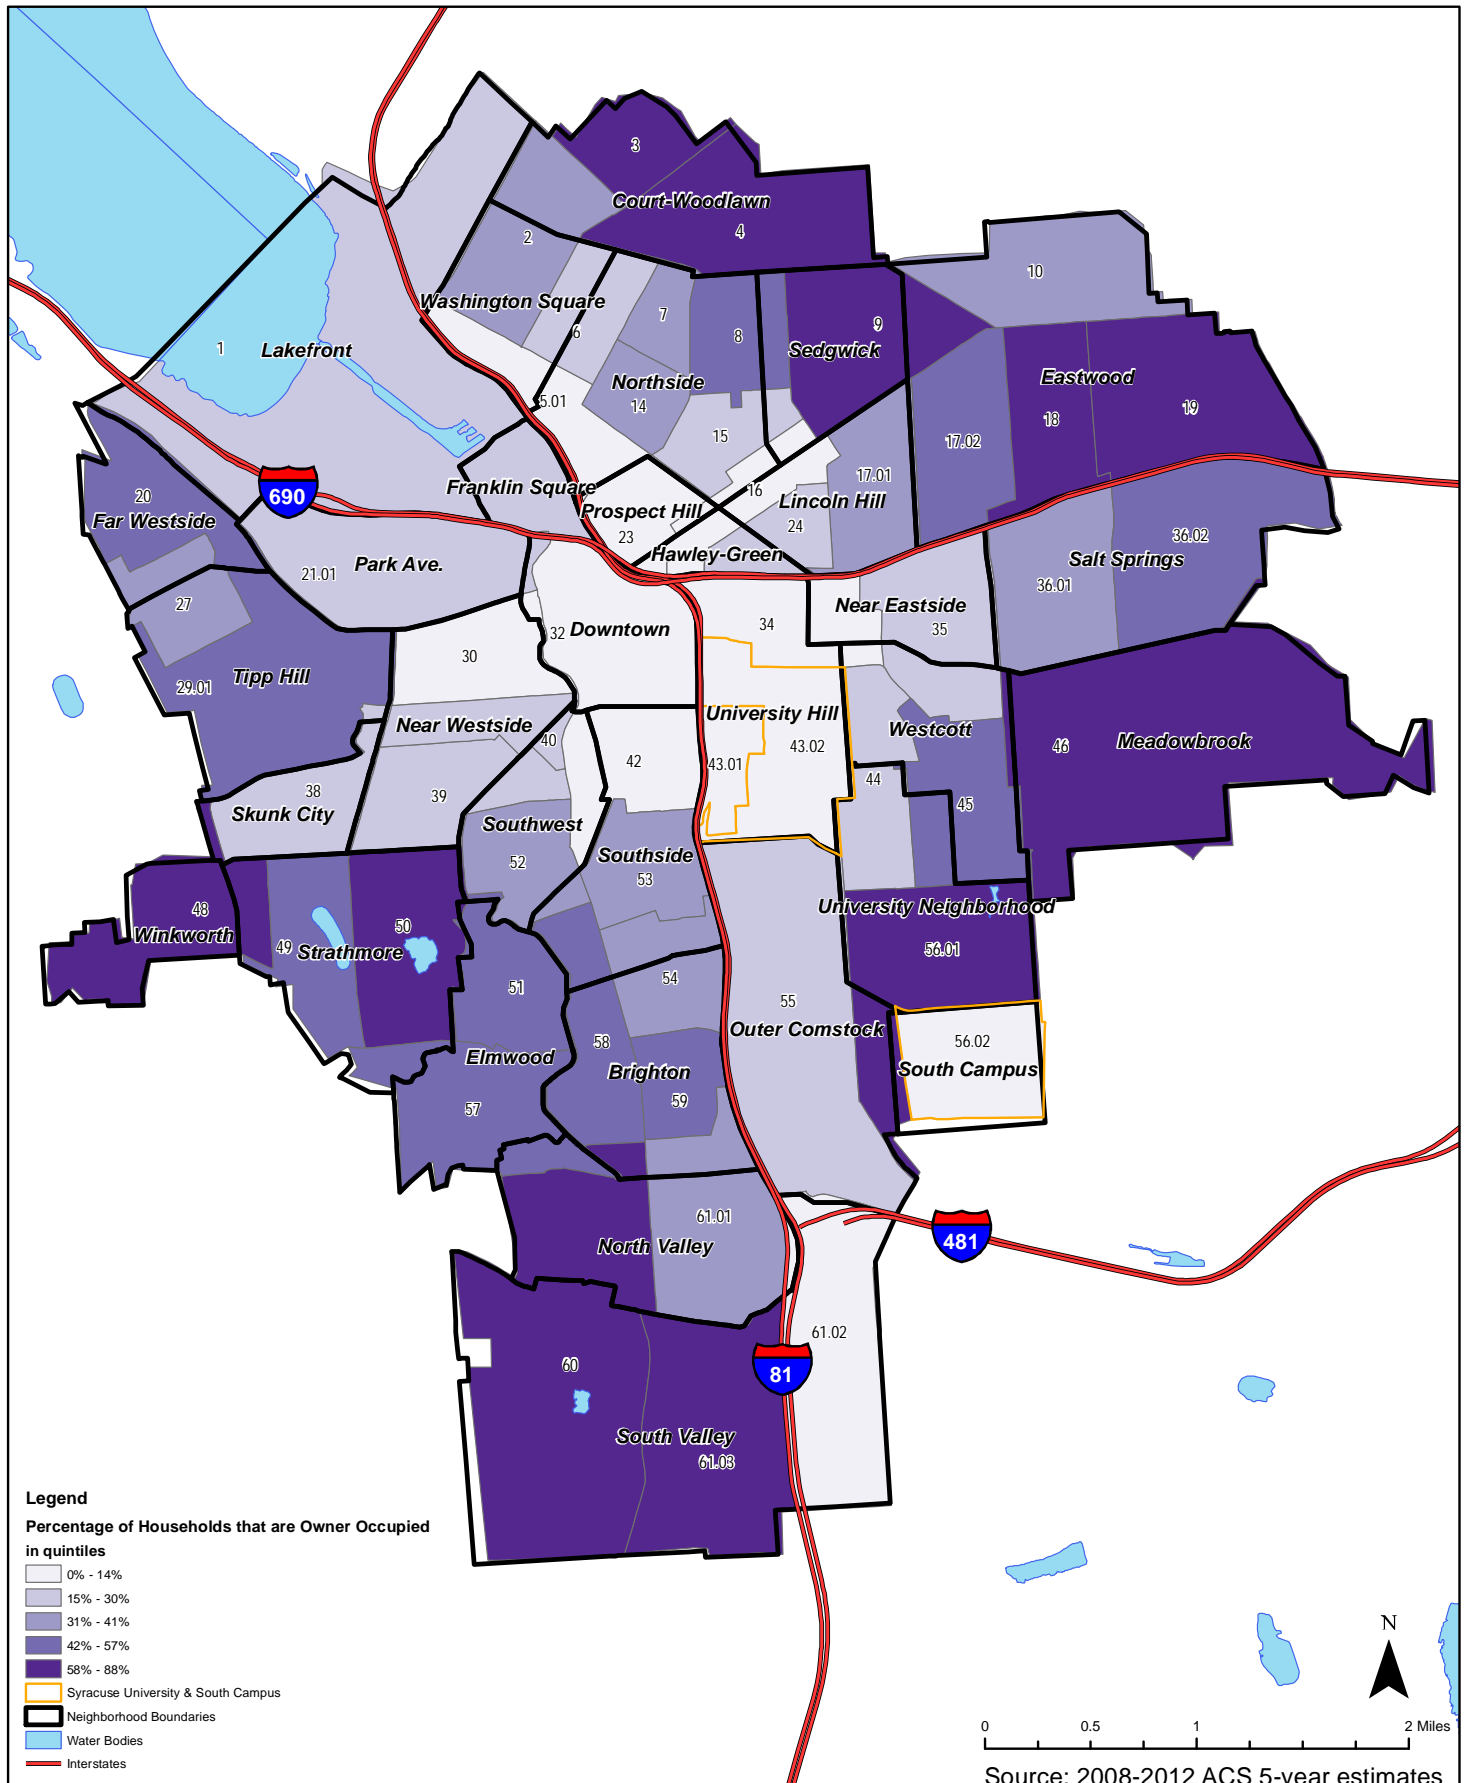 3
Court-Woodlawn
4
2
10
Washington Square
6
7
8
9
1
Lakefront
Sedgwick
Eastwood
Northside
5.01
14
18
19
15
17.02
20
690
Franklin Square
16
17.01
Far Westside
Prospect Hill
Lincoln Hill
23
24
36.02
Hawley-Green
Salt Springs
Park Ave.
21.01
36.01
27
Near Eastside
34
32
Downtown
35
30
Tipp Hill
29.01
Near Westside
University Hill
Westcott
40
43.02
46
Meadowbrook
42
43.01
44
38
39
45
Skunk City
Southwest
52
Southside
53
48
50
University Neighborhood
Winkworth
49
Strathmore
56.01
54
51
55
Outer Comstock
56.02
58
Elmwood
Brighton
South Campus
59
57
61.01
North Valley
481
61.02
60
81
South Valley
61.03
Legend
Percentage of Households that are Owner Occupied
in quintiles
0% - 14%
15% - 30%
31% - 41%
42% - 57%
58% - 88%
Syracuse University & South Campus
Neighborhood Boundaries
Water Bodies
Interstates
N
0 0.5 1 2 Miles
Source: 2008-2012 ACS 5-year estimates